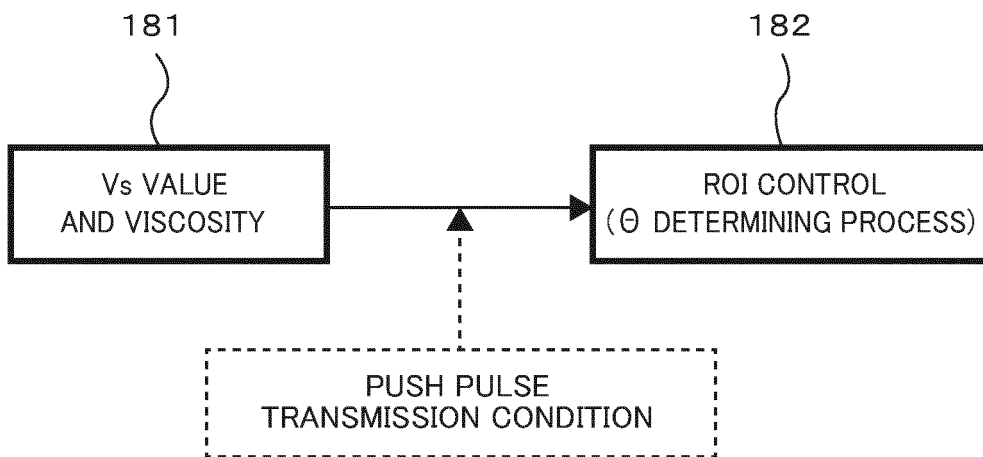 181
182
Vs VALUE
AND VISCOSITY
ROI CONTROL
(θ DETERMINING PROCESS)
PUSH PULSE
TRANSMISSION CONDITION